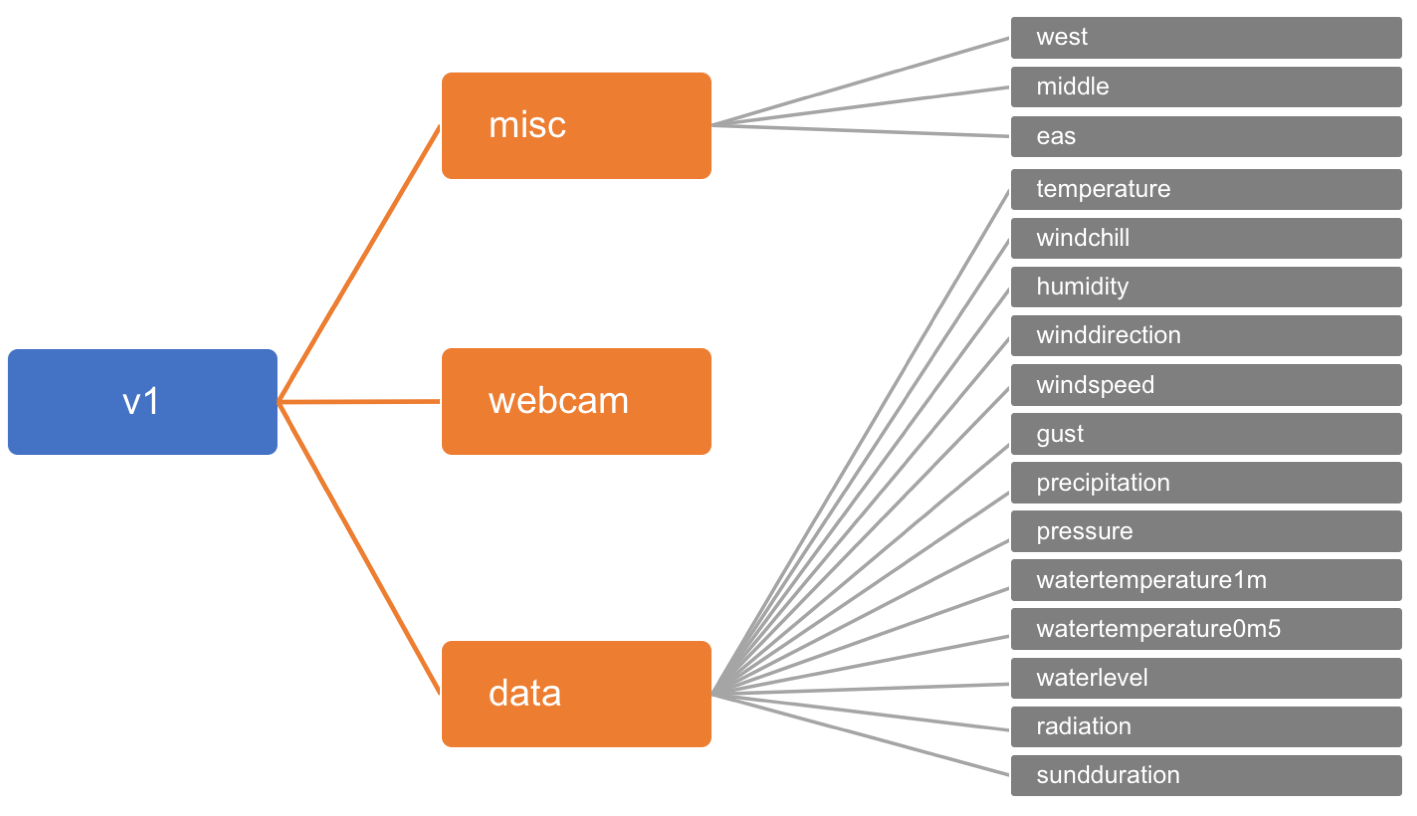 v1
misc
webcam
data
west
middle
eas
temperature
windchill
humidity
winddirection
windspeed
gust
precipitation
pressure
watertemperature1m
watertemperature0m5
waterlevel
radiation
sundduration